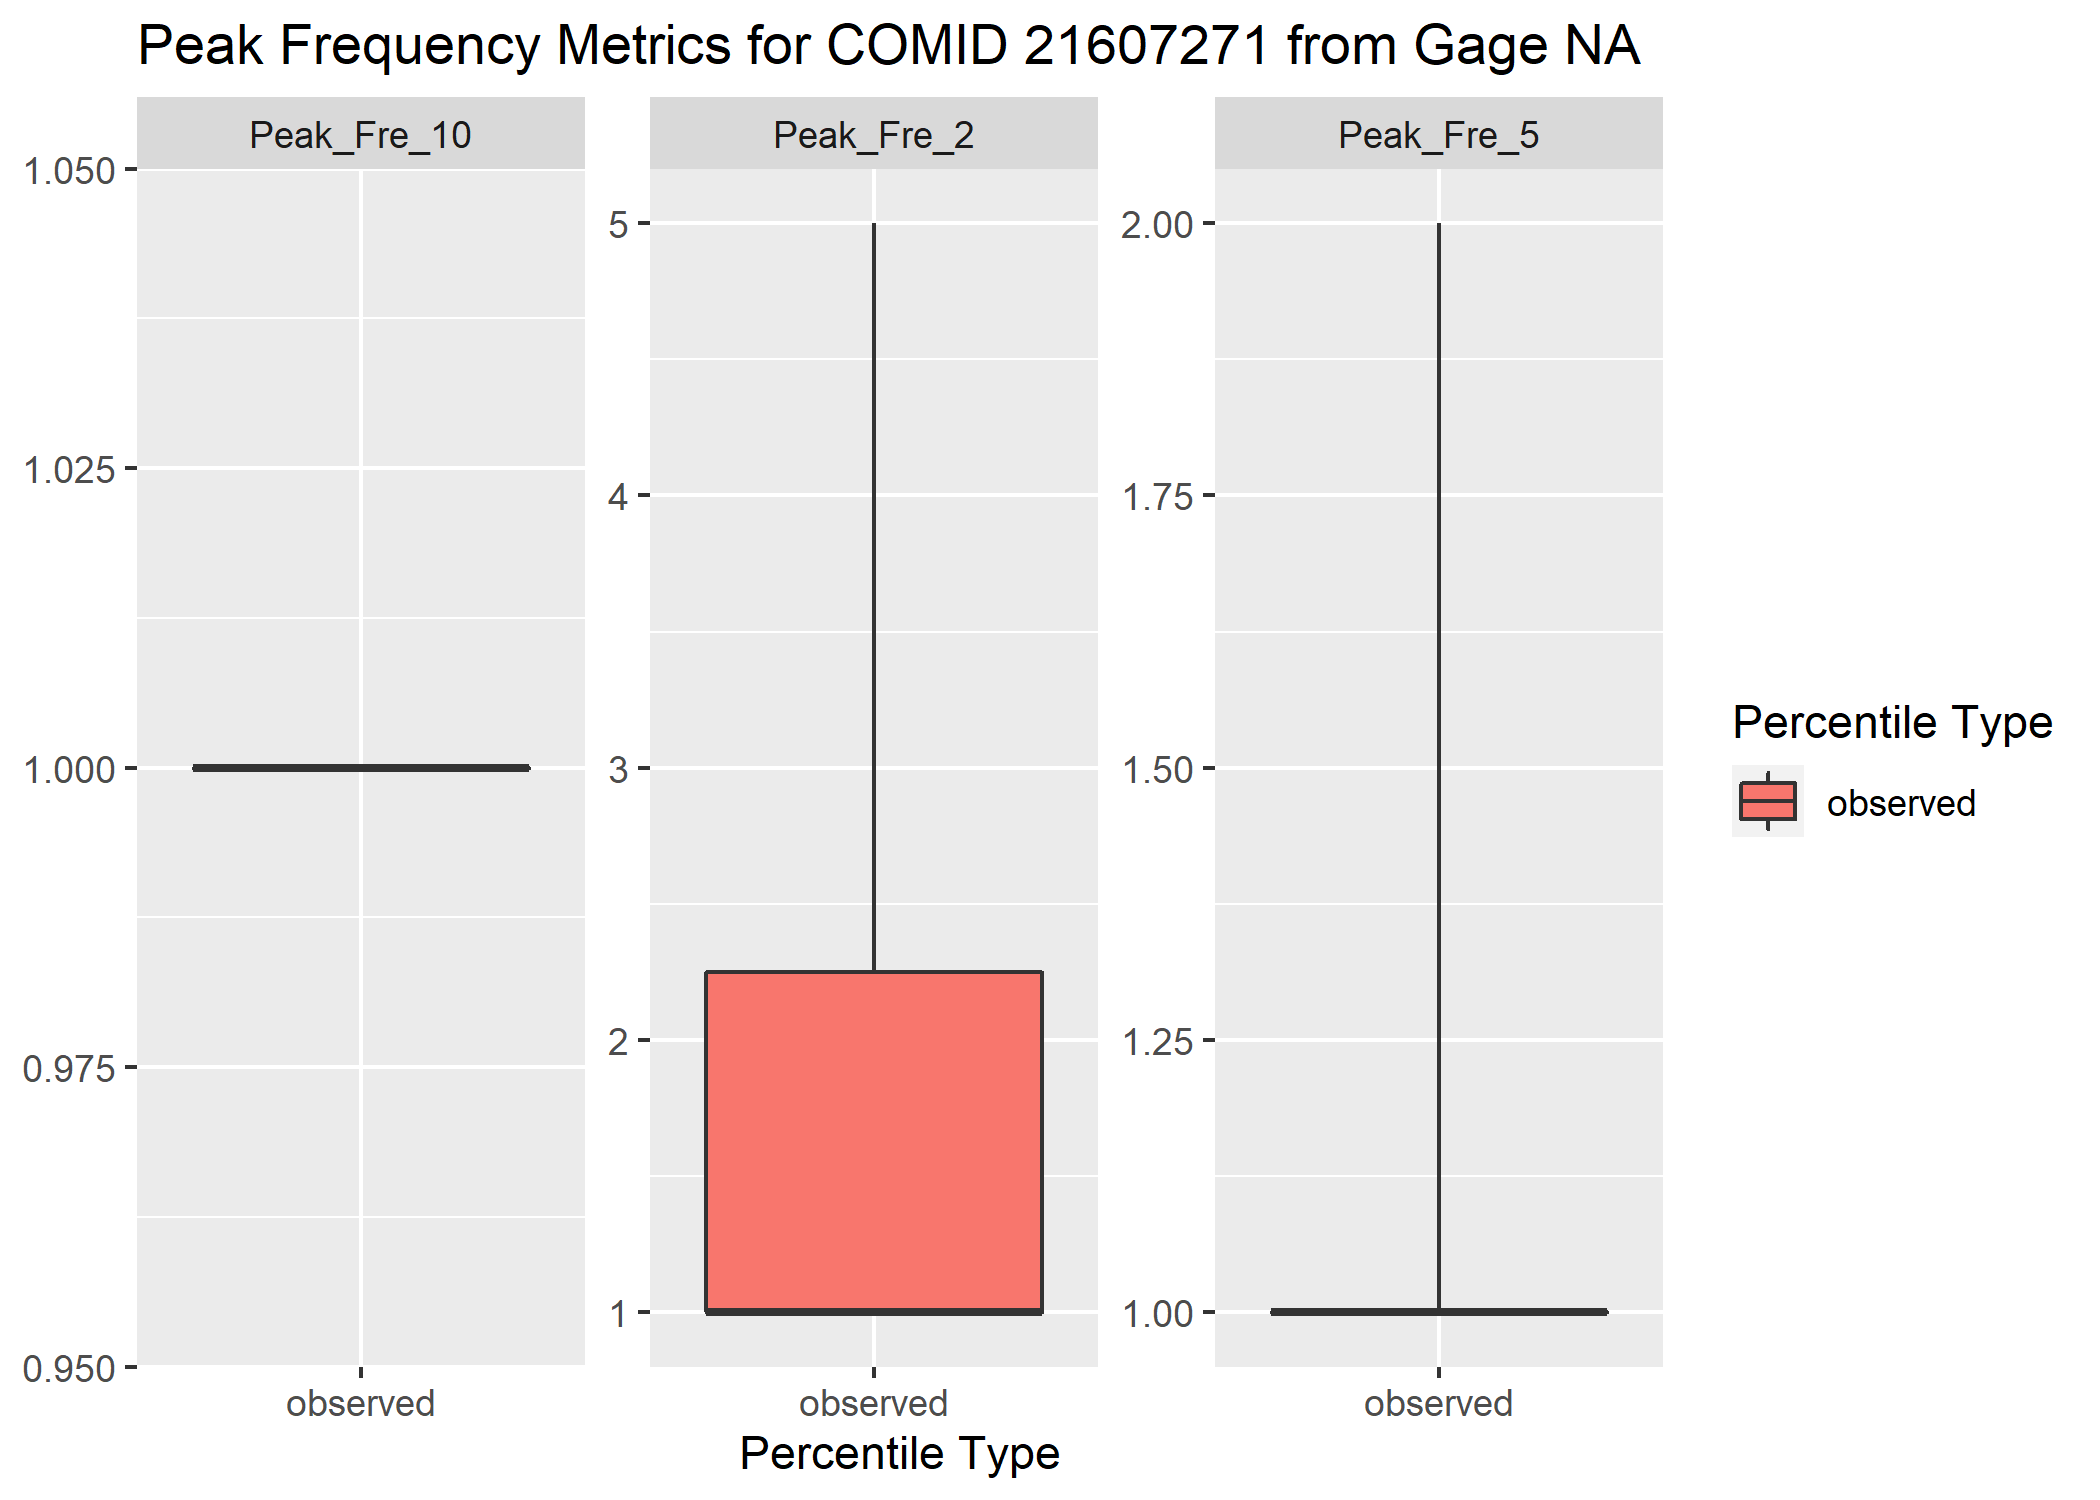 Peak Frequency Metrics for COMID 21607271 from Gage NA
Peak_Fre_10
Peak_Fre_2
Peak_Fre_5
1.050
1.025
1.000
0.975
0.950
5
4
3
2
1
2.00
1.75
1.50
1.25
1.00
observed
observed
observed
Percentile Type
Percentile Type
observed